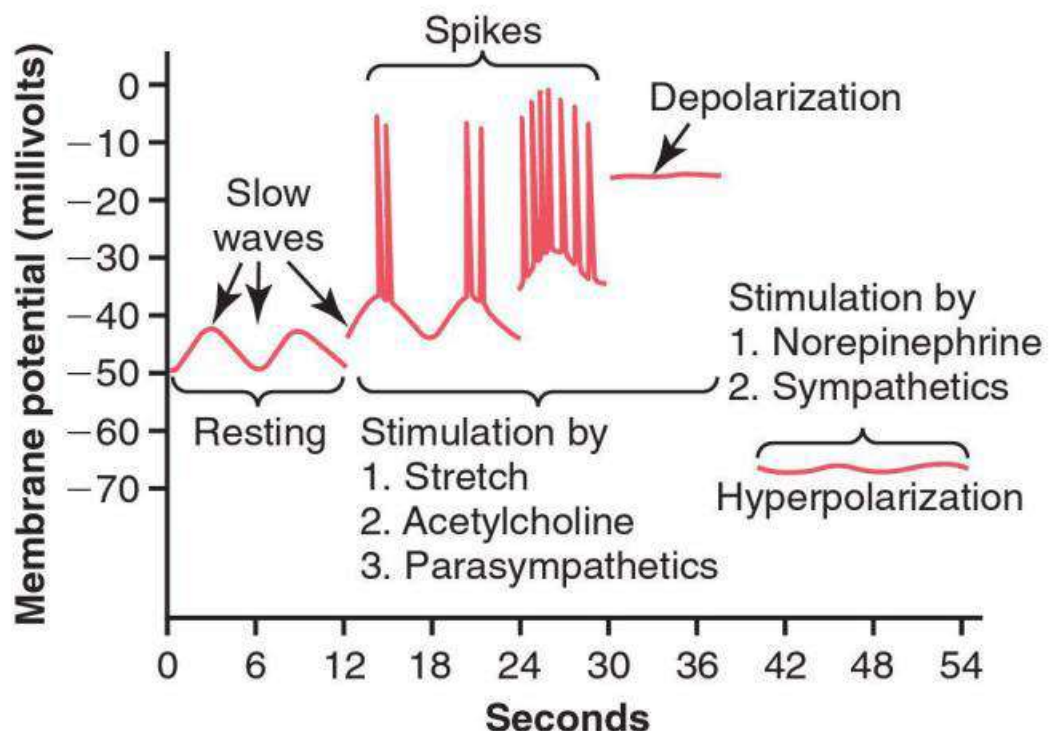 Spikes
Depolarization
Slow
waves
Membrane potential (millivolts)
0
−10
−20
−30
−40
−50
−60
−70
Resting
Stimulation by
1. Stretch
2. Acetylcholine
3. Parasympathetics
Stimulation by
1. Norepinephrine
2. Sympathetics
Hyperpolarization
0 6 12 18 24 30 36 42 48 54
Seconds